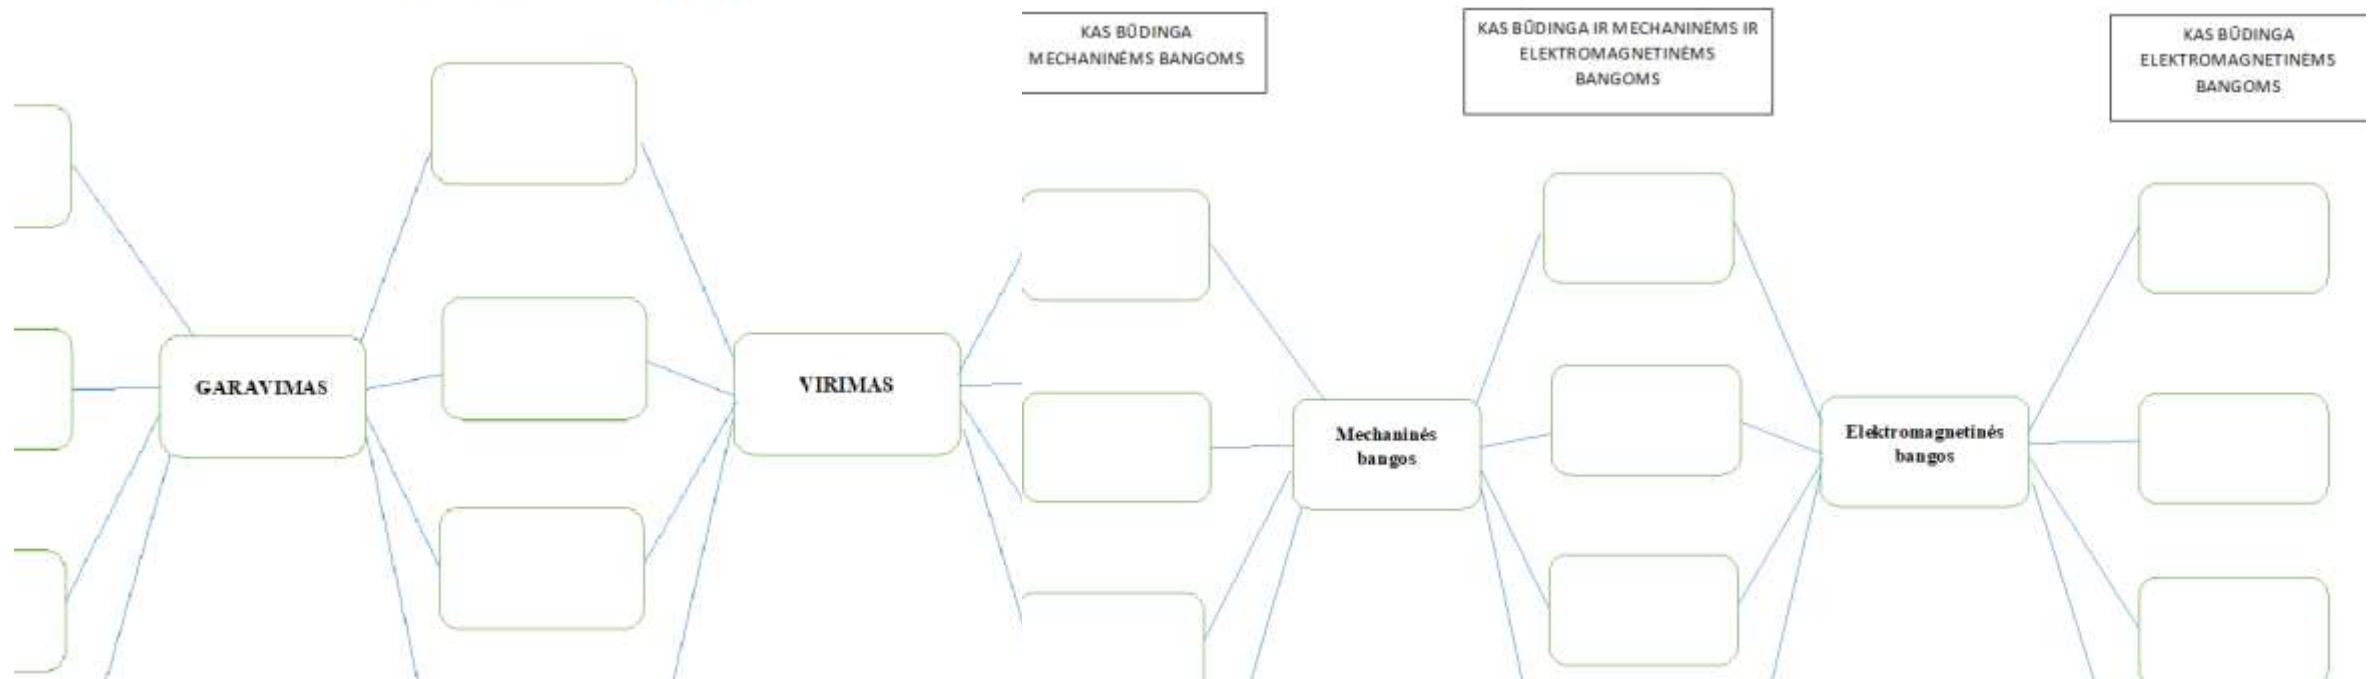 GARAVIMAS
VIRIMAS
KAS BŪDINGA
MECHANINĖMS BANGOMS
KAS BŪDINGA IR MECHANINĖMS IR
ELEKTROMAGNETINĖMS
BANGOMS
KAS BŪDINGA
ELEKTROMAGNETINĖMS
BANGOMS
Mechaninės
bangos
Elektromagnetinės
bangos